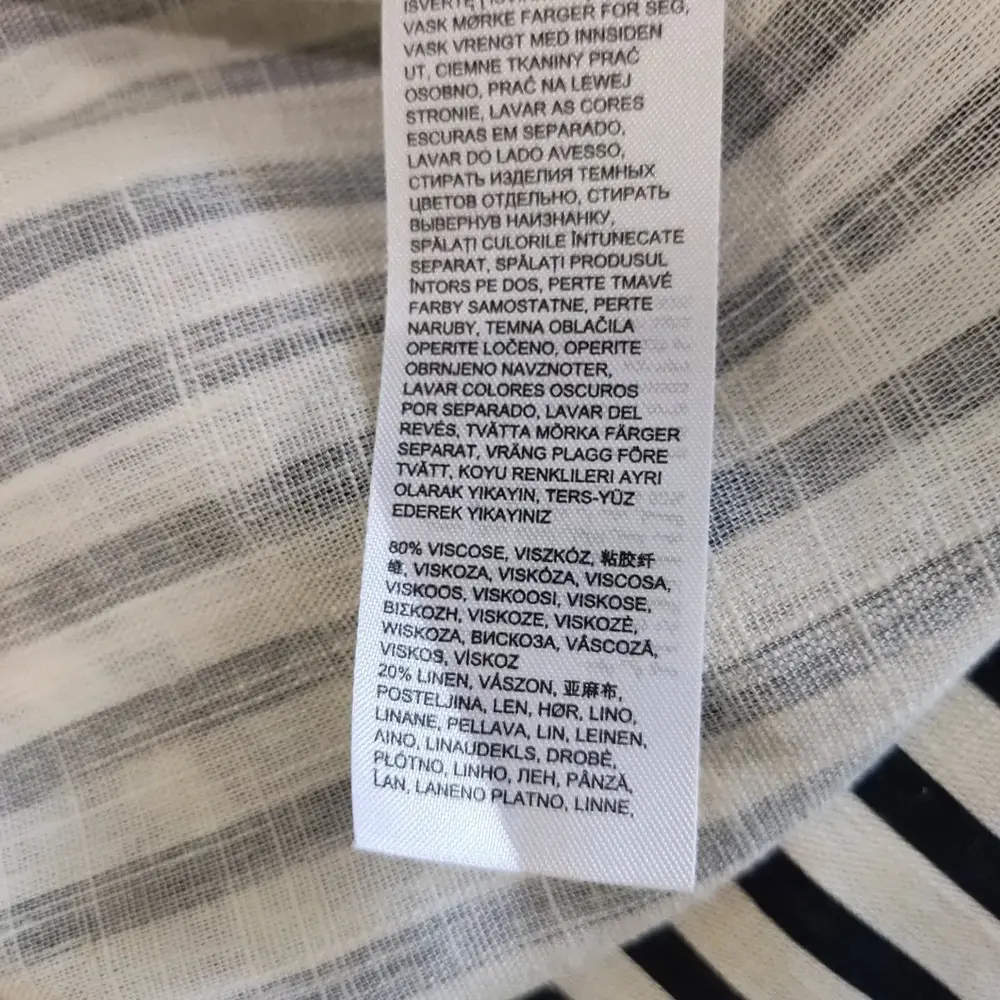 IŠVERTĘ
VASK MØRKE FARGER FOR SEG,
VASK VRENGT MED INNSIDEN
UT, CIEMNE TKANINY PRAĆ
OSOBNO, PRAĆ NA LEWEJ
STRONIE, LAVAR AS CORES
ESCURAS EM SEPARADO,
LAVAR DO LADO AVESSO,
СТИРАТЬ ИЗДЕЛИЯ ТЕМНЫХ
ЦВЕТОВ ОТДЕЛЬНО, СТИРАТЬ
ВЫВЕРНУВ НАИЗНАНКУ,
SPĂLAȚI CULORILE ÎNTUNECATE
SEPARAT, SPĂLAȚI PRODUSUL
ÎNTORS PE DOS, PERTE TMAVÉ
FARBY SAMOSTATNE, PERTE
NARUBY, TEMNA OBLAČILA
OPERITE LOČENO, OPERITE
OBRNJENO NAVZNOTER,
LAVAR COLORES OSCUROS
POR SEPARADO, LAVAR DEL
REVÉS, TVÄTTA MÖRKA FÄRGER
SEPARAT, VRÄNG PLAGG FÖRE
TVÄTT, KOYU RENKLILERI AYRI
OLARAK YIKAYIN, TERS-YÜZ
EDEREK YIKAYINIZ
80% VISCOSE, VISZKÓZ, 粘胶纤
维, VISKOZA, VISKÓZA, VISCOSA,
VISKOOS, VISKOOSI, VISKOSE,
ΒΙΣΚΟΖΗ, VISKOZE, VISKOZĖ,
WISKOZA, ВИСКОЗА, VÂSCOZĂ,
VISKOS, VİSKOZ
20% LINEN, VÁSZON, 亚麻布,
POSTELJINA, LEN, HØR, LINO,
LINANE, PELLAVA, LIN, LEINEN,
ΛΙΝΟ, LINAUDEKLS, DROBĖ,
PŁÓTNO, LINHO, ЛЕН, PÂNZĂ,
ĽAN, LANENO PLATNO, LINNE,